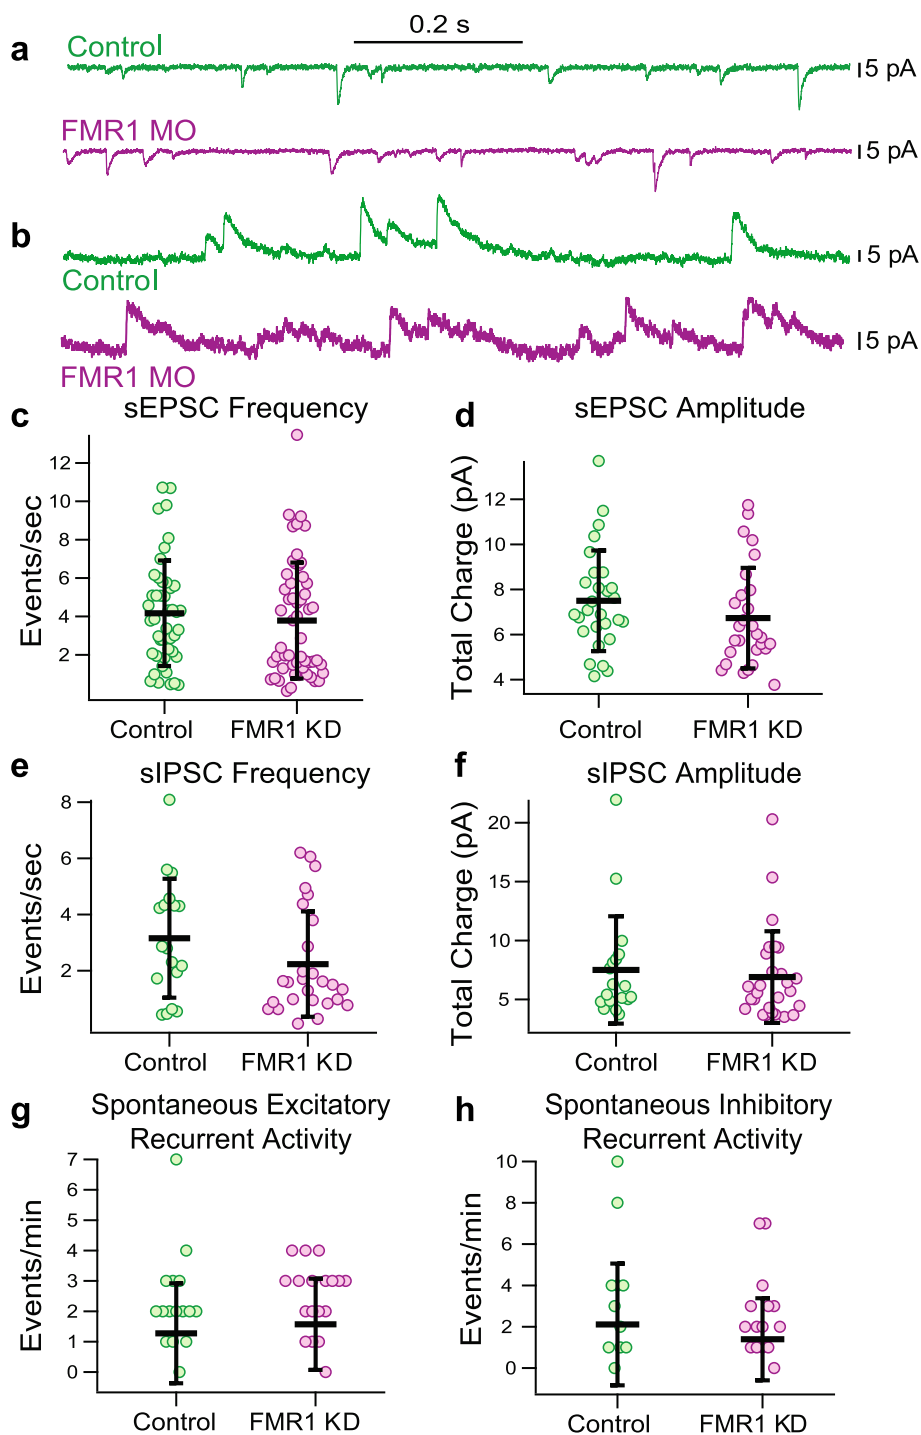 a
0.2 s
Control
5 pA
FMR1 MO
5 pA
b
5 pA
Control
5 pA
FMR1 MO
c
sEPSC Frequency
Events/sec
12
10
8
6
4
2
Control
FMR1 KD
d
sEPSC Amplitude
Total Charge (pA)
12
10
8
6
4
Control
FMR1 KD
e
sIPSC Frequency
Events/sec
8
6
4
2
Control
FMR1 KD
f
sIPSC Amplitude
Total Charge (pA)
20
15
10
5
Control
FMR1 KD
g
Spontaneous Excitatory
Recurrent Activity
Events/min
7
6
5
4
3
2
1
0
Control
FMR1 KD
h
Spontaneous Inhibitory
Recurrent Activity
Events/min
10
8
6
4
2
0
Control
FMR1 KD